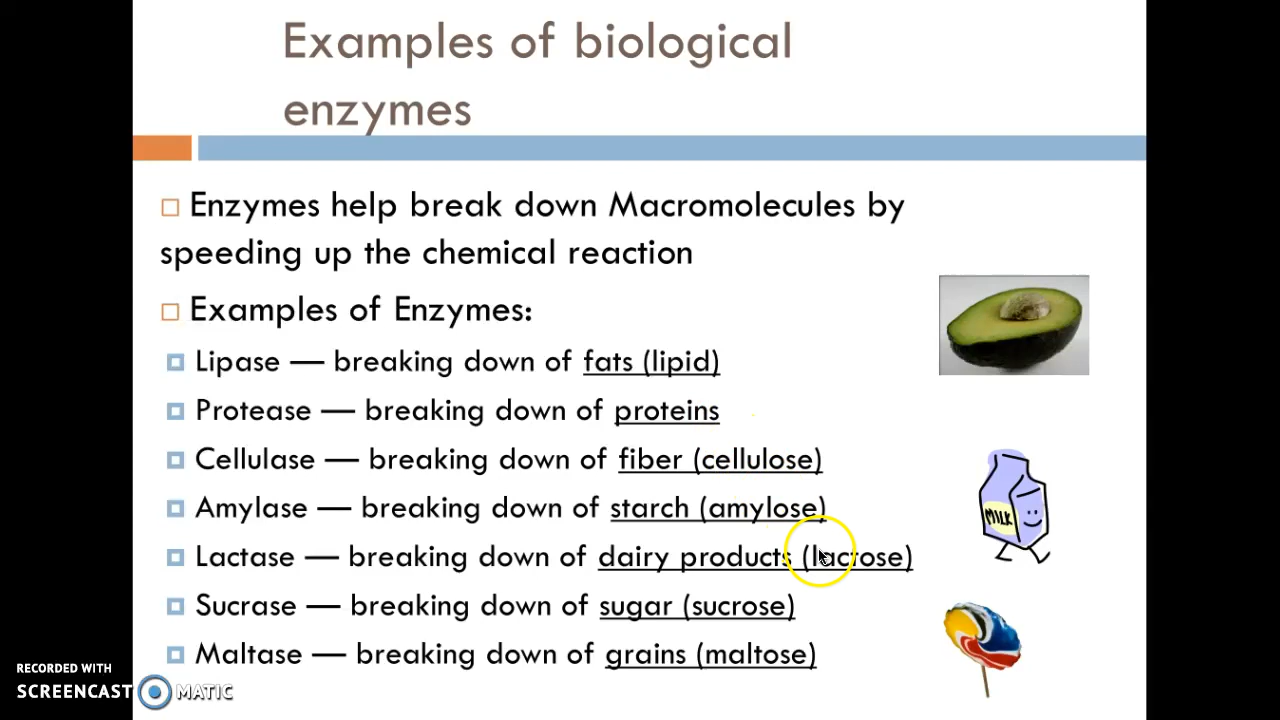 Examples of biological
enzymes
Enzymes help break down Macromolecules by
speeding up the chemical reaction
Examples of Enzymes:
Lipase — breaking down of fats (lipid)
Protease — breaking down of proteins
Cellulase — breaking down of fiber (cellulose)
Amylase — breaking down of starch (amylose)
Lactase — breaking down of dairy products (lactose)
MILK
Sucrase — breaking down of sugar (sucrose)
Maltase — breaking down of grains (maltose)
RECORDED WITH
SCREENCAST MATIC